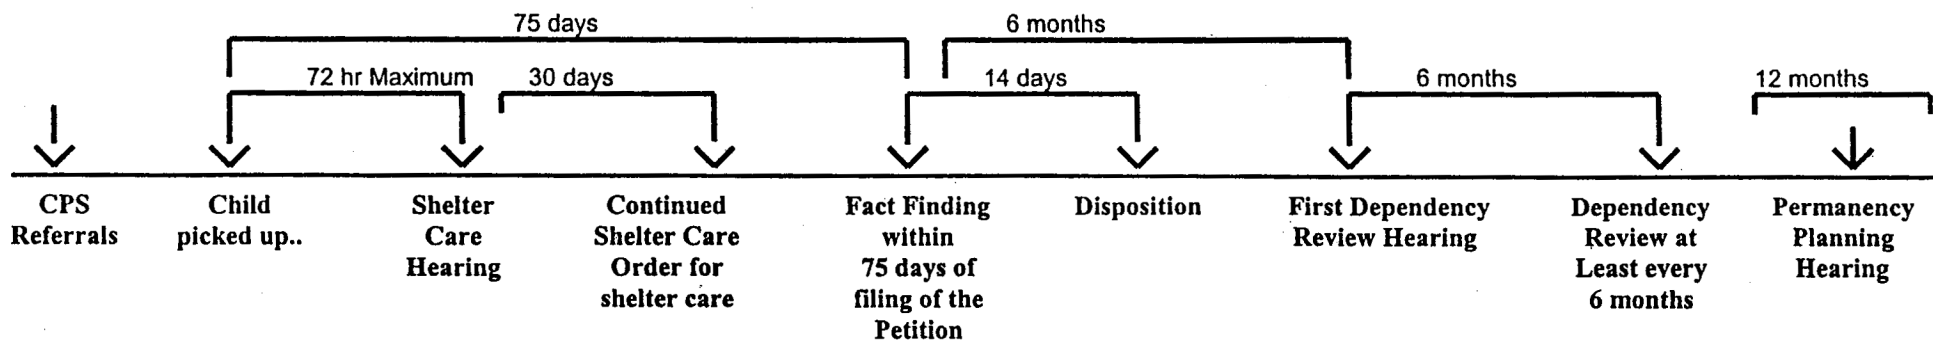 75 days
6 months
72 hr Maximum
30 days
14 days
6 months
12 months
CPS
Referrals
Child
picked up..
Shelter
Care
Hearing
Continued
Shelter Care
Order for
shelter care
Fact Finding
within
75 days of
filing of the
Petition
Disposition
First Dependency
Review Hearing
Dependency
Review at
Least every
6 months
Permanency
Planning
Hearing